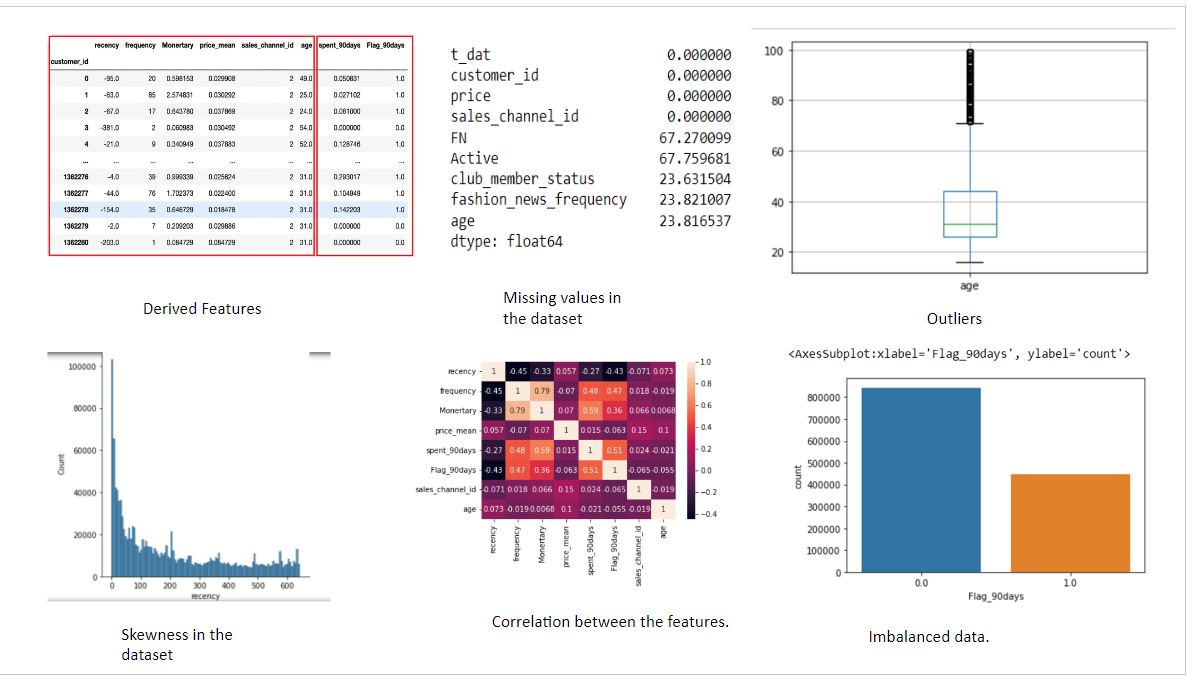 recency frequency Monertary price_mean sales_channel_id age spent_90days Flag_90days
customer_id
0 -95.0 20 0.598153 0.029908 2 49.0 0.050831 1.0
1 -63.0 85 2.574831 0.030292 2 25.0 0.027102 1.0
2 -67.0 17 0.643780 0.037869 2 24.0 0.061000 1.0
3 -381.0 2 0.060983 0.030492 2 54.0 0.000000 0.0
4 -21.0 9 0.340949 0.037883 2 52.0 0.128746 1.0
... ... ... ... ... ... ... ... ...
1362276 -4.0 39 0.999339 0.025624 2 31.0 0.293017 1.0
1362277 -44.0 76 1.702373 0.022400 2 31.0 0.104949 1.0
1362278 -154.0 35 0.646729 0.018478 2 31.0 0.142203 1.0
1362279 -2.0 7 0.209203 0.029886 2 31.0 0.000000 0.0
1362280 -203.0 1 0.084729 0.084729 2 31.0 0.000000 0.0
Derived Features
t_dat 0.000000
customer_id 0.000000
price 0.000000
sales_channel_id 0.000000
FN 67.270099
Active 67.759681
club_member_status 23.631504
fashion_news_frequency 23.821007
age 23.816537
dtype: float64
Missing values in
the dataset
100
80
60
40
20
age
Outliers
100000
80000
60000
40000
20000
0
Count
0 100 200 300 400 500 600
recency
Skewness in the
dataset
recency 1 -0.45 -0.33 0.057 -0.27 -0.43 -0.071 0.073
frequency -0.45 1 0.79 -0.07 0.48 0.47 0.018 -0.019
Monertary -0.33 0.79 1 0.07 0.59 0.36 0.066 0.0068
price_mean 0.057 -0.07 0.07 1 0.015 -0.063 0.15 0.1
spent_90days -0.27 0.48 0.59 0.015 1 0.51 0.024 -0.021
Flag_90days -0.43 0.47 0.36 -0.063 0.51 1 -0.065 -0.055
sales_channel_id -0.071 0.018 0.066 0.15 0.024 -0.065 1 -0.019
age 0.073 -0.019 0.0068 0.1 -0.021 -0.055 -0.019 1
recency
frequency
Monertary
price_mean
spent_90days
Flag_90days
sales_channel_id
age
1.0
0.8
0.6
0.4
0.2
0.0
-0.2
-0.4
Correlation between the features.
<AxesSubplot:xlabel='Flag_90days', ylabel='count'>
800000
700000
600000
500000
400000
300000
200000
100000
0
count
0.0 1.0
Flag_90days
Imbalanced data.